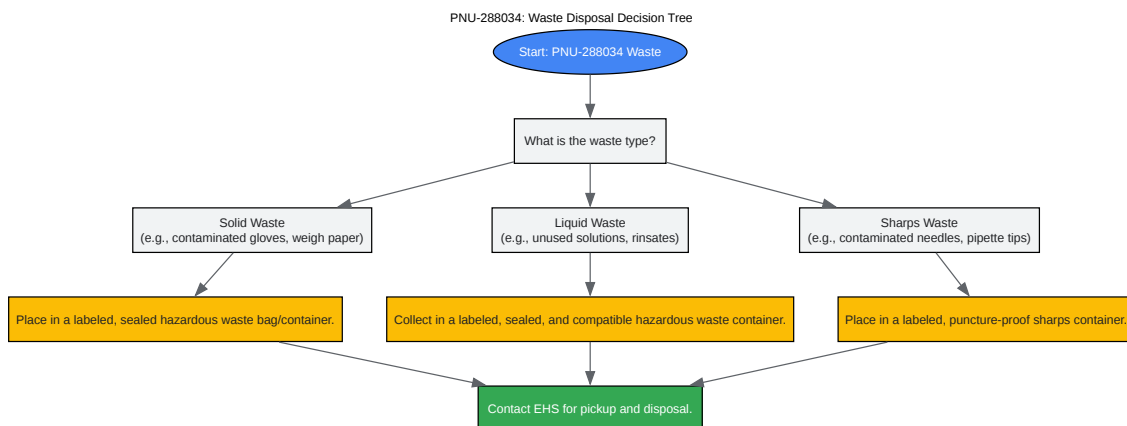 PNU-288034: Waste Disposal Decision Tree
Start: PNU-288034 Waste
What is the waste type?
Solid Waste
(e.g., contaminated gloves, weigh paper)
Liquid Waste
(e.g., unused solutions, rinsates)
Sharps Waste
(e.g., contaminated needles, pipette tips)
Place in a labeled, sealed hazardous waste bag/container.
Collect in a labeled, sealed, and compatible hazardous waste container.
Place in a labeled, puncture-proof sharps container.
Contact EHS for pickup and disposal.